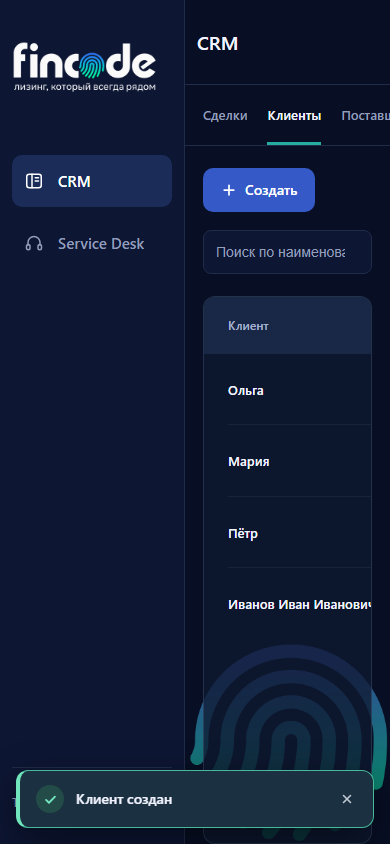 fincode
лизинг, который всегда рядом
CRM
Service Desk
CRM
Сделки Клиенты
Создать
Поиск по
Клиент
Ольга
Мария
Пётр
Иванов Иван Иванович
Клиент создан